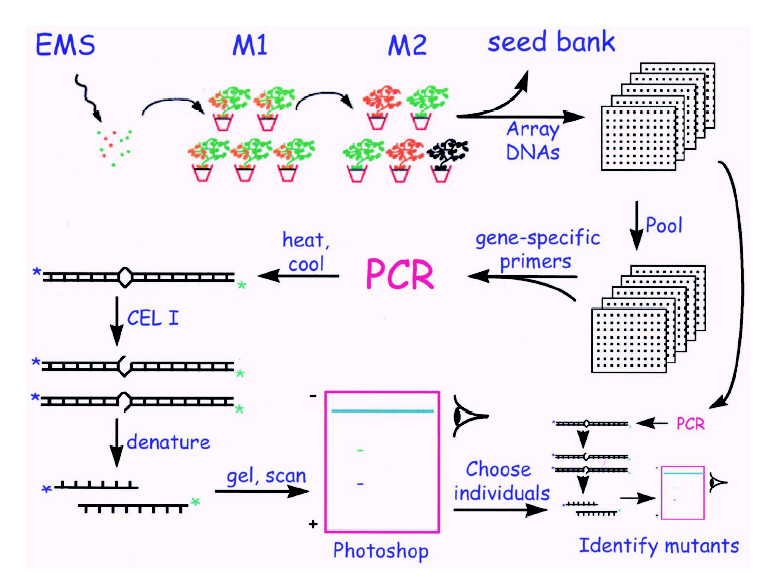 EMS
M1
M2
seed bank
Array
DNAs
Pool
gene-specific
primers
PCR
heat,
cool
*
*
CEL I
*
*
*
*
denature
*
*
gel, scan
-
+
Photoshop
Choose
individuals
PCR
Identify mutants